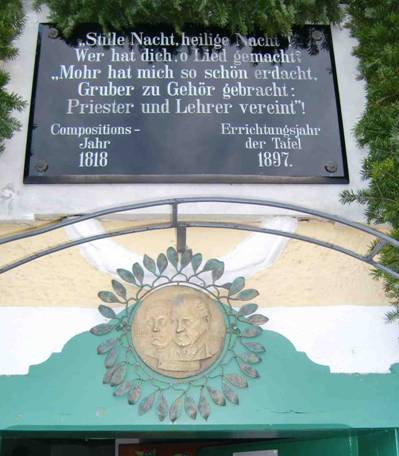 „Stille Nacht, heilige Nacht!
Wer hat dich, o Lied gemacht?
„Mohr hat mich so schön erdacht,
Gruber zu Gehör gebracht:
Priester und Lehrer vereint"!
Compositions- Errichtungsjahr
Jahr der Tafel
1818 1897.